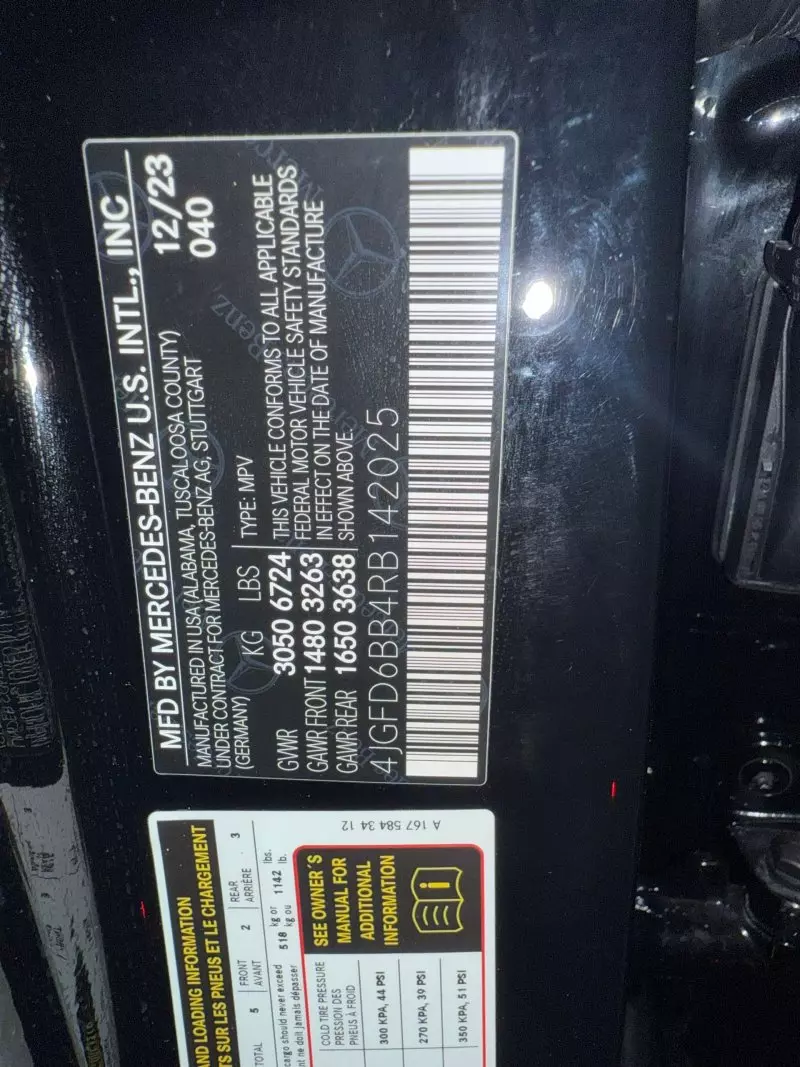 MFD BY MERCEDES-BENZ U.S. INTL., INC
MANUFACTURED IN USA (ALABAMA, TUSCALOOSA COUNTY)
UNDER CONTRACT FOR MERCEDES-BENZ AG, STUTTGART
(GERMANY)
12/23
040
KG LBS
TYPE: MPV
GVWR 3050 6724
GAWR FRONT 1480 3263
GAWR REAR 1650 3638
THIS VEHICLE CONFORMS TO ALL APPLICABLE
FEDERAL MOTOR VEHICLE SAFETY STANDARDS
IN EFFECT ON THE DATE OF MANUFACTURE
SHOWN ABOVE.
4JGFD6BB4RB142025
AND LOADING INFORMATION
TS SUR LES PNEUS ET LE CHARGEMENT
TOTAL 5
FRONT 2
AVANT
REAR 3
ARRIÈRE
cargo should never exceed 518 kg or 1142 lbs.
nt ne doit jamais dépasser kg ou lb.
COLD TIRE PRESSURE
PRESSION DES
PNEUS À FROID
300 KPA, 44 PSI
270 KPA, 39 PSI
350 KPA, 51 PSI
SEE OWNER'S
MANUAL FOR
ADDITIONAL
INFORMATION
A 167 584 34 12